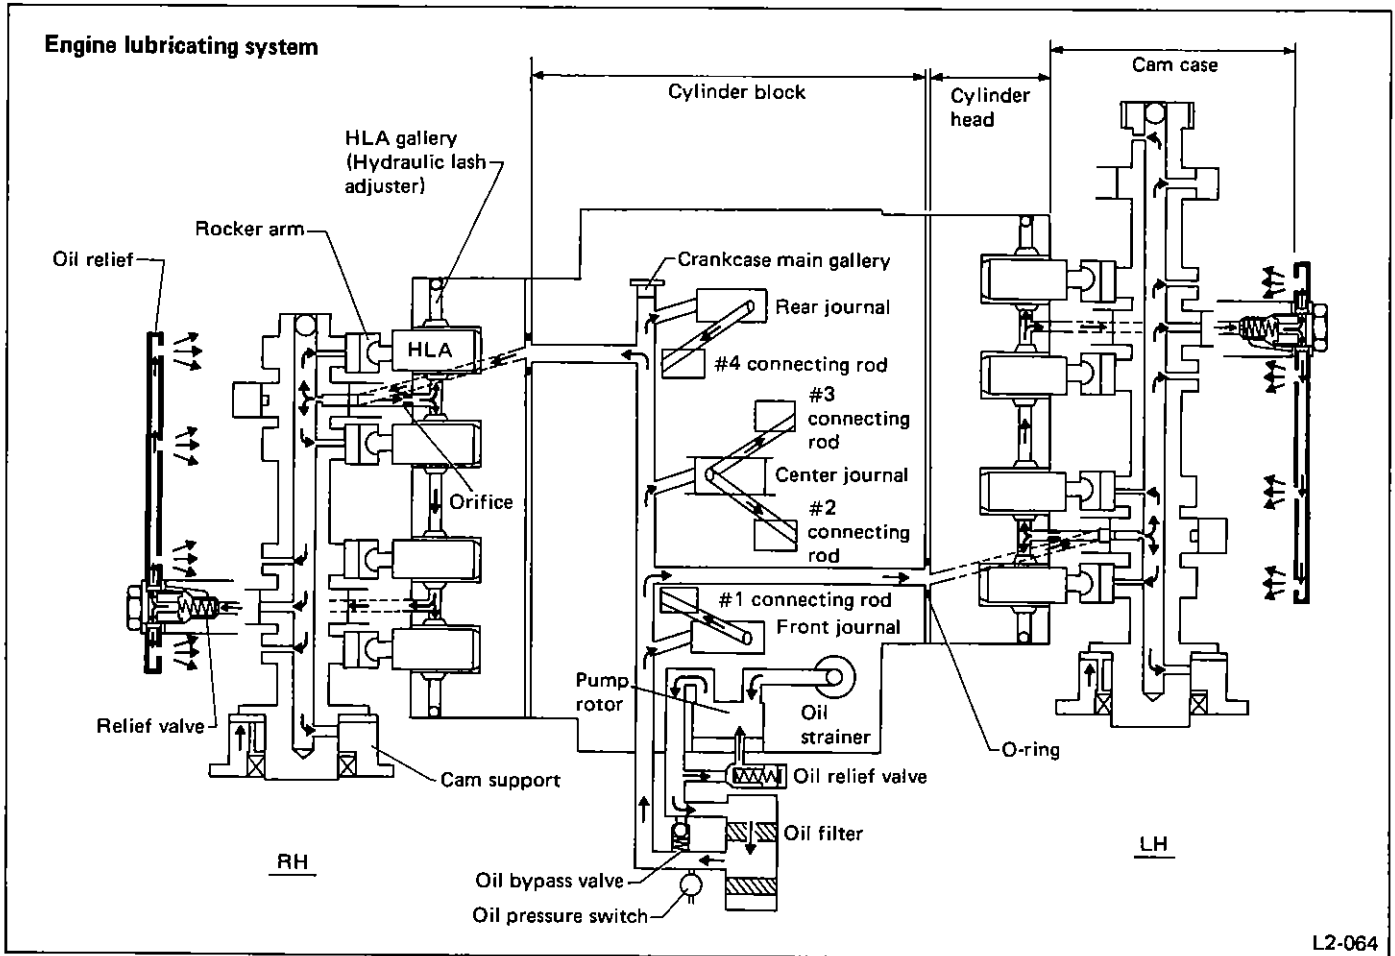 Engine lubricating system
Cam case
Cylinder block
Cylinder
head
HLA gallery
(Hydraulic lash
adjuster)
Rocker arm
Oil relief
Crankcase main gallery
Rear journal
HLA
#4 connecting rod
#3
connecting
rod
Center journal
Orifice
#2
connecting
rod
#1 connecting rod
Front journal
Pump
rotor
Oil
strainer
Relief valve
O-ring
Cam support
Oil relief valve
Oil filter
RH
LH
Oil bypass valve
Oil pressure switch
L2-064